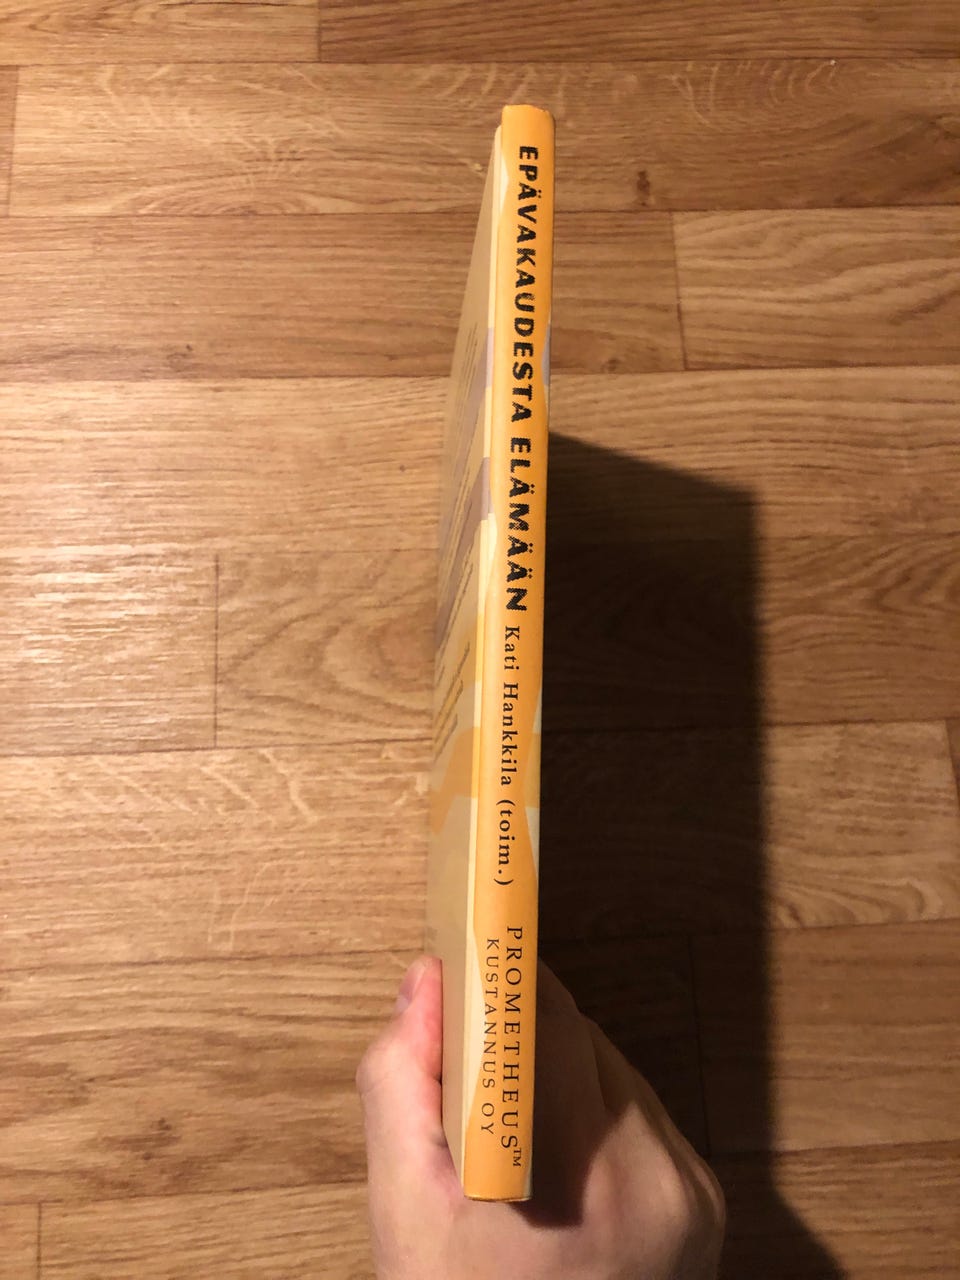 EPÄVAKAUDESTA ELÄMÄÄN Kati Hankkila (toim.)
PROMETHEUS™
KUSTANNUS OY